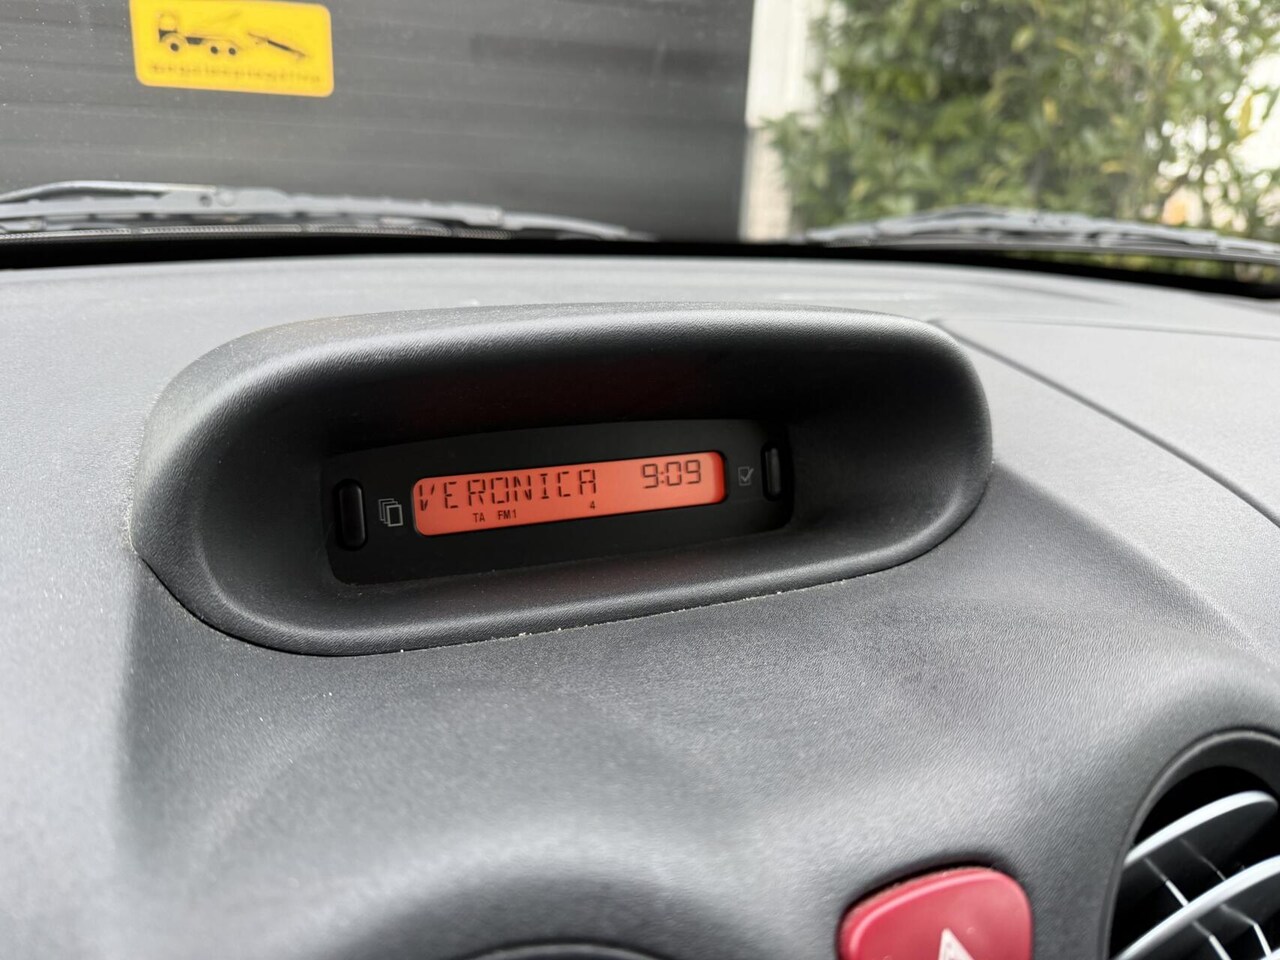 VERONICA 9:09
TA FM1 4